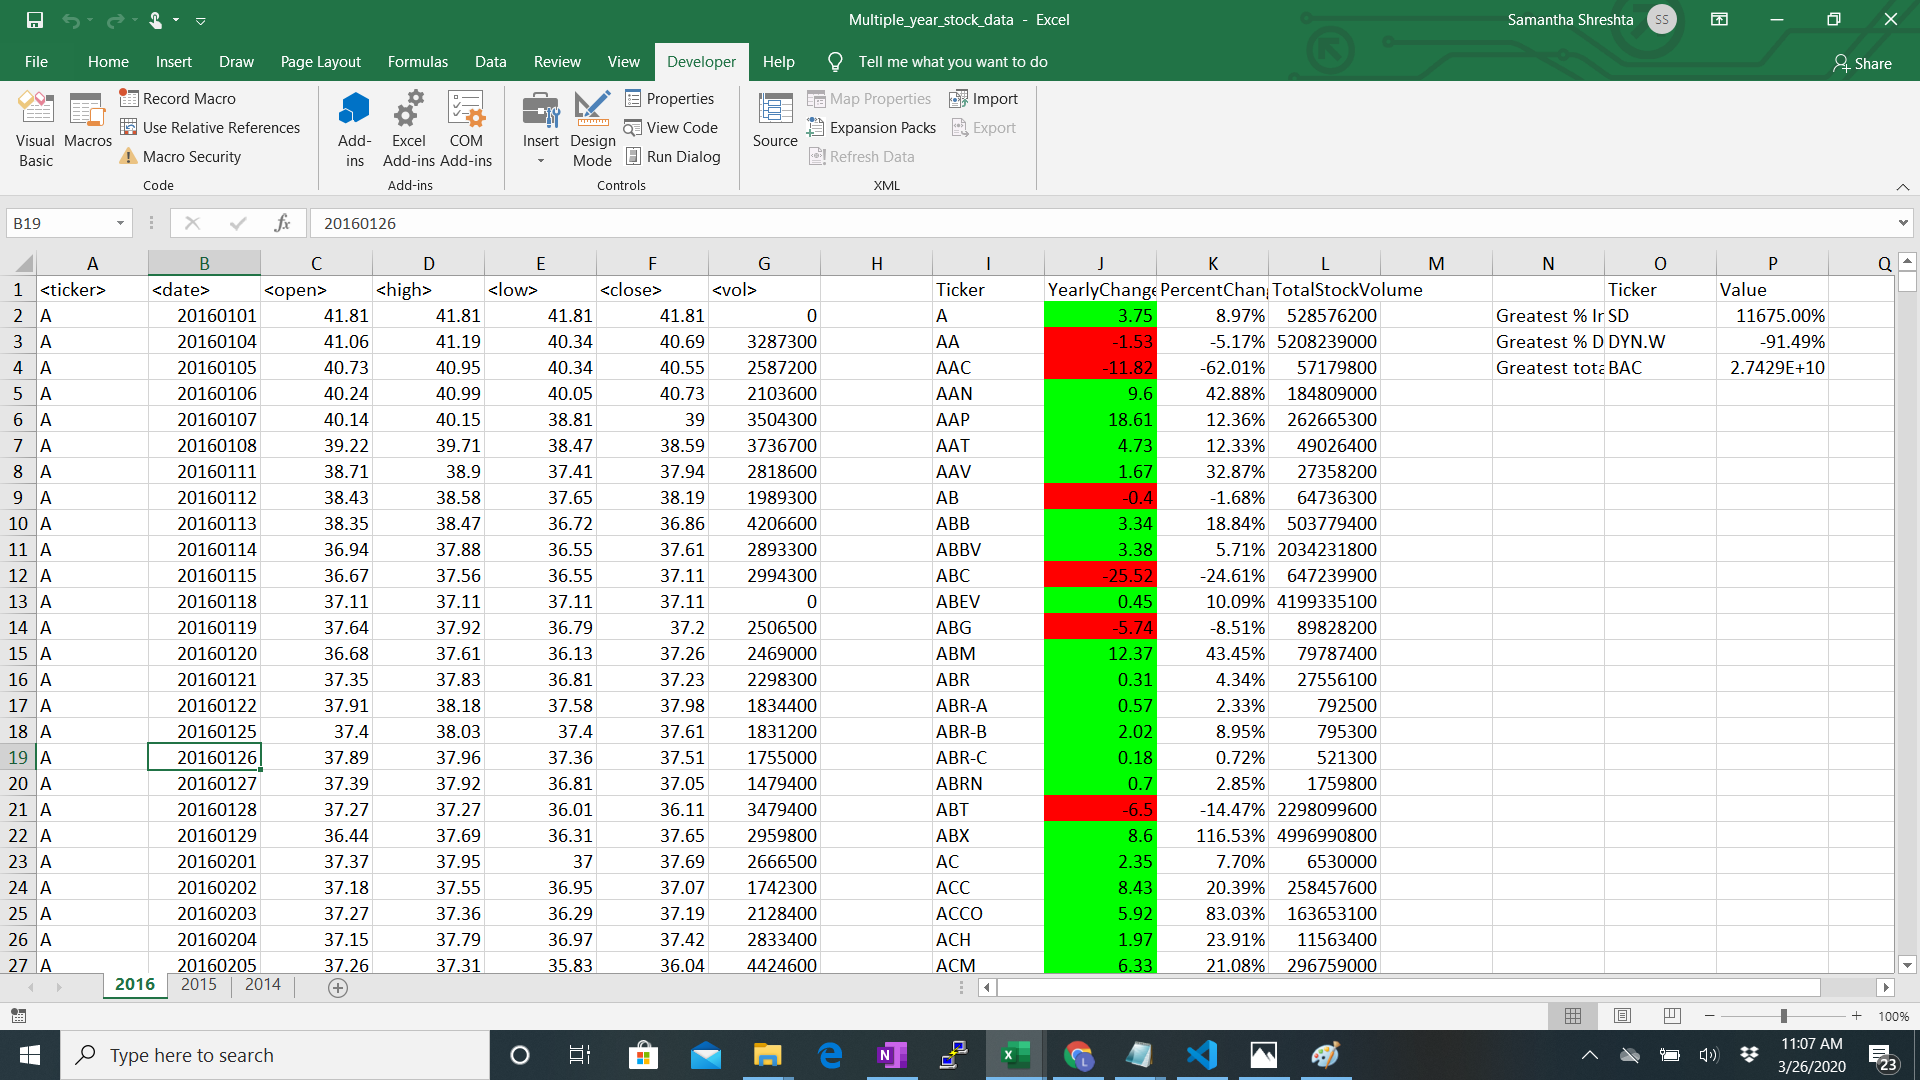 Multiple_year_stock_data - Excel
Samantha Shreshta SS
File Home Insert Draw Page Layout Formulas Data Review View Developer Help Tell me what you want to do Share
Visual Basic
Macros
Record Macro
Use Relative References
Macro Security
Code
Add-ins
Excel Add-ins
COM Add-ins
Add-ins
Insert
Design Mode
Properties
View Code
Run Dialog
Controls
Source
Map Properties
Expansion Packs
Refresh Data
Import
Export
XML
B19 fx 20160126
A B C D E F G H I J K L M N O P Q
1 <ticker> <date> <open> <high> <low> <close> <vol> Ticker YearlyChange PercentChang TotalStockVolume Ticker Value
2 A 20160101 41.81 41.81 41.81 41.81 0 A 3.75 8.97% 528576200 Greatest % In SD 11675.00%
3 A 20160104 41.06 41.19 40.34 40.69 3287300 AA -1.53 -5.17% 5208239000 Greatest % D DYN.W -91.49%
4 A 20160105 40.73 40.95 40.34 40.55 2587200 AAC -11.82 -62.01% 57179800 Greatest tota BAC 2.7429E+10
5 A 20160106 40.24 40.99 40.05 40.73 2103600 AAN 9.6 42.88% 184809000
6 A 20160107 40.14 40.15 38.81 39 3504300 AAP 18.61 12.36% 262665300
7 A 20160108 39.22 39.71 38.47 38.59 3736700 AAT 4.73 12.33% 49026400
8 A 20160111 38.71 38.9 37.41 37.94 2818600 AAV 1.67 32.87% 27358200
9 A 20160112 38.43 38.58 37.65 38.19 1989300 AB -0.4 -1.68% 64736300
10 A 20160113 38.35 38.47 36.72 36.86 4206600 ABB 3.34 18.84% 503779400
11 A 20160114 36.94 37.88 36.55 37.61 2893300 ABBV 3.38 5.71% 2034231800
12 A 20160115 36.67 37.56 36.55 37.11 2994300 ABC -25.52 -24.61% 647239900
13 A 20160118 37.11 37.11 37.11 37.11 0 ABEV 0.45 10.09% 4199335100
14 A 20160119 37.64 37.92 36.79 37.2 2506500 ABG -5.74 -8.51% 89828200
15 A 20160120 36.68 37.61 36.13 37.26 2469000 ABM 12.37 43.45% 79787400
16 A 20160121 37.35 37.83 36.81 37.23 2298300 ABR 0.31 4.34% 27556100
17 A 20160122 37.91 38.18 37.58 37.98 1834400 ABR-A 0.57 2.33% 792500
18 A 20160125 37.4 38.03 37.4 37.61 1831200 ABR-B 2.02 8.95% 795300
19 A 20160126 37.89 37.96 37.36 37.51 1755000 ABR-C 0.18 0.72% 521300
20 A 20160127 37.39 37.92 36.81 37.05 1479400 ABRN 0.7 2.85% 1759800
21 A 20160128 37.27 37.27 36.01 36.11 3479400 ABT -6.5 -14.47% 2298099600
22 A 20160129 36.44 37.69 36.31 37.65 2959800 ABX 8.6 116.53% 4996990800
23 A 20160201 37.37 37.95 37 37.69 2666500 AC 2.35 7.70% 6530000
24 A 20160202 37.18 37.55 36.95 37.07 1742300 ACC 8.43 20.39% 258457600
25 A 20160203 37.27 37.36 36.29 37.19 2128400 ACCO 5.92 83.03% 163653100
26 A 20160204 37.15 37.79 36.97 37.42 2833400 ACH 1.97 23.91% 11563400
27 A 20160205 37.26 37.31 35.83 36.04 4424600 ACM 6.33 21.08% 296759000
2016 2015 2014
100%
Type here to search
11:07 AM
3/26/2020
23